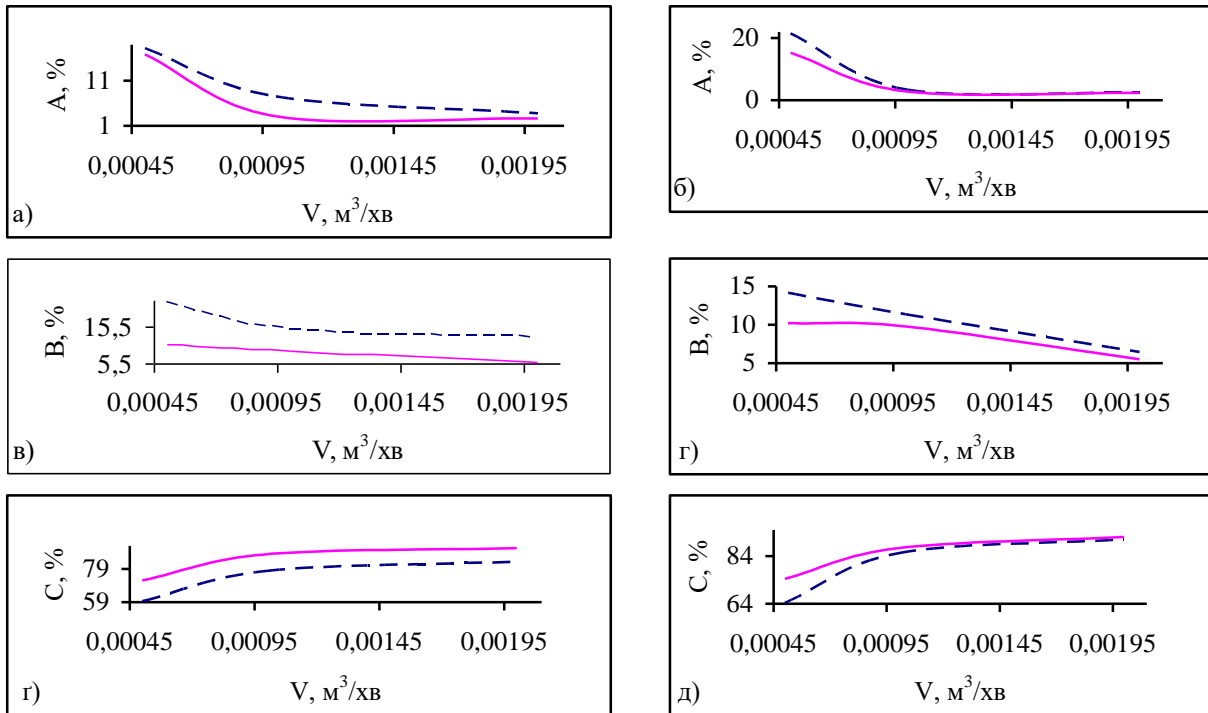 A, %
11
1
0,00045 0,00095 0,00145 0,00195
а) V, м³/хв
A, %
20
0
0,00045 0,00095 0,00145 0,00195
б) V, м³/хв
B, %
15,5
5,5
0,00045 0,00095 0,00145 0,00195
в) V, м³/хв
B, %
15
10
5
0,00045 0,00095 0,00145 0,00195
г) V, м³/хв
C, %
79
59
0,00045 0,00095 0,00145 0,00195
ґ) V, м³/хв
C, %
84
64
0,00045 0,00095 0,00145 0,00195
д) V, м³/хв